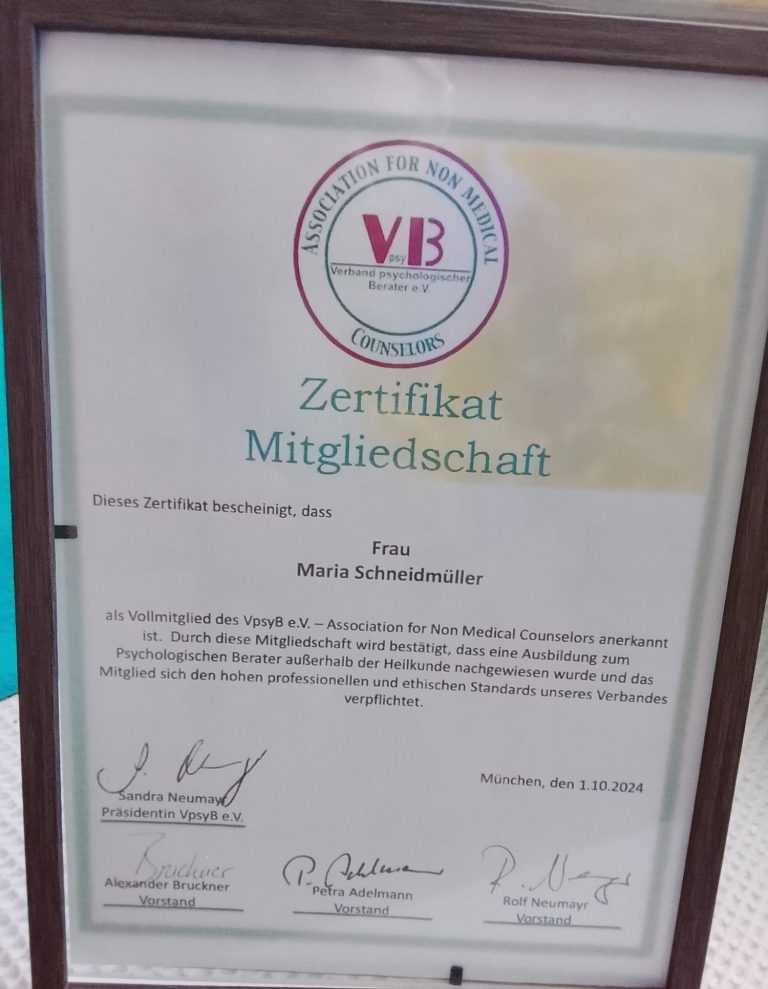 ASSOCIATION FOR NON MEDICAL
VpsyB
Verband psychologischer
Berater e.V.
COUNSELORS
Zertifikat
Mitgliedschaft
Dieses Zertifikat bescheinigt, dass
Frau
Maria Schneidmüller
als Vollmitglied des VpsyB e.V. – Association for Non Medical Counselors anerkannt
ist. Durch diese Mitgliedschaft wird bestätigt, dass eine Ausbildung zum
Psychologischen Berater außerhalb der Heilkunde nachgewiesen wurde und das
Mitglied sich den hohen professionellen und ethischen Standards unseres Verbandes
verpflichtet.
München, den 1.10.2024
Sandra Neumayr
Präsidentin VpsyB e.V.
Bruckner
Alexander Bruckner
Vorstand
P. Adelmann
Petra Adelmann
Vorstand
Rolf Neumayr
Vorstand